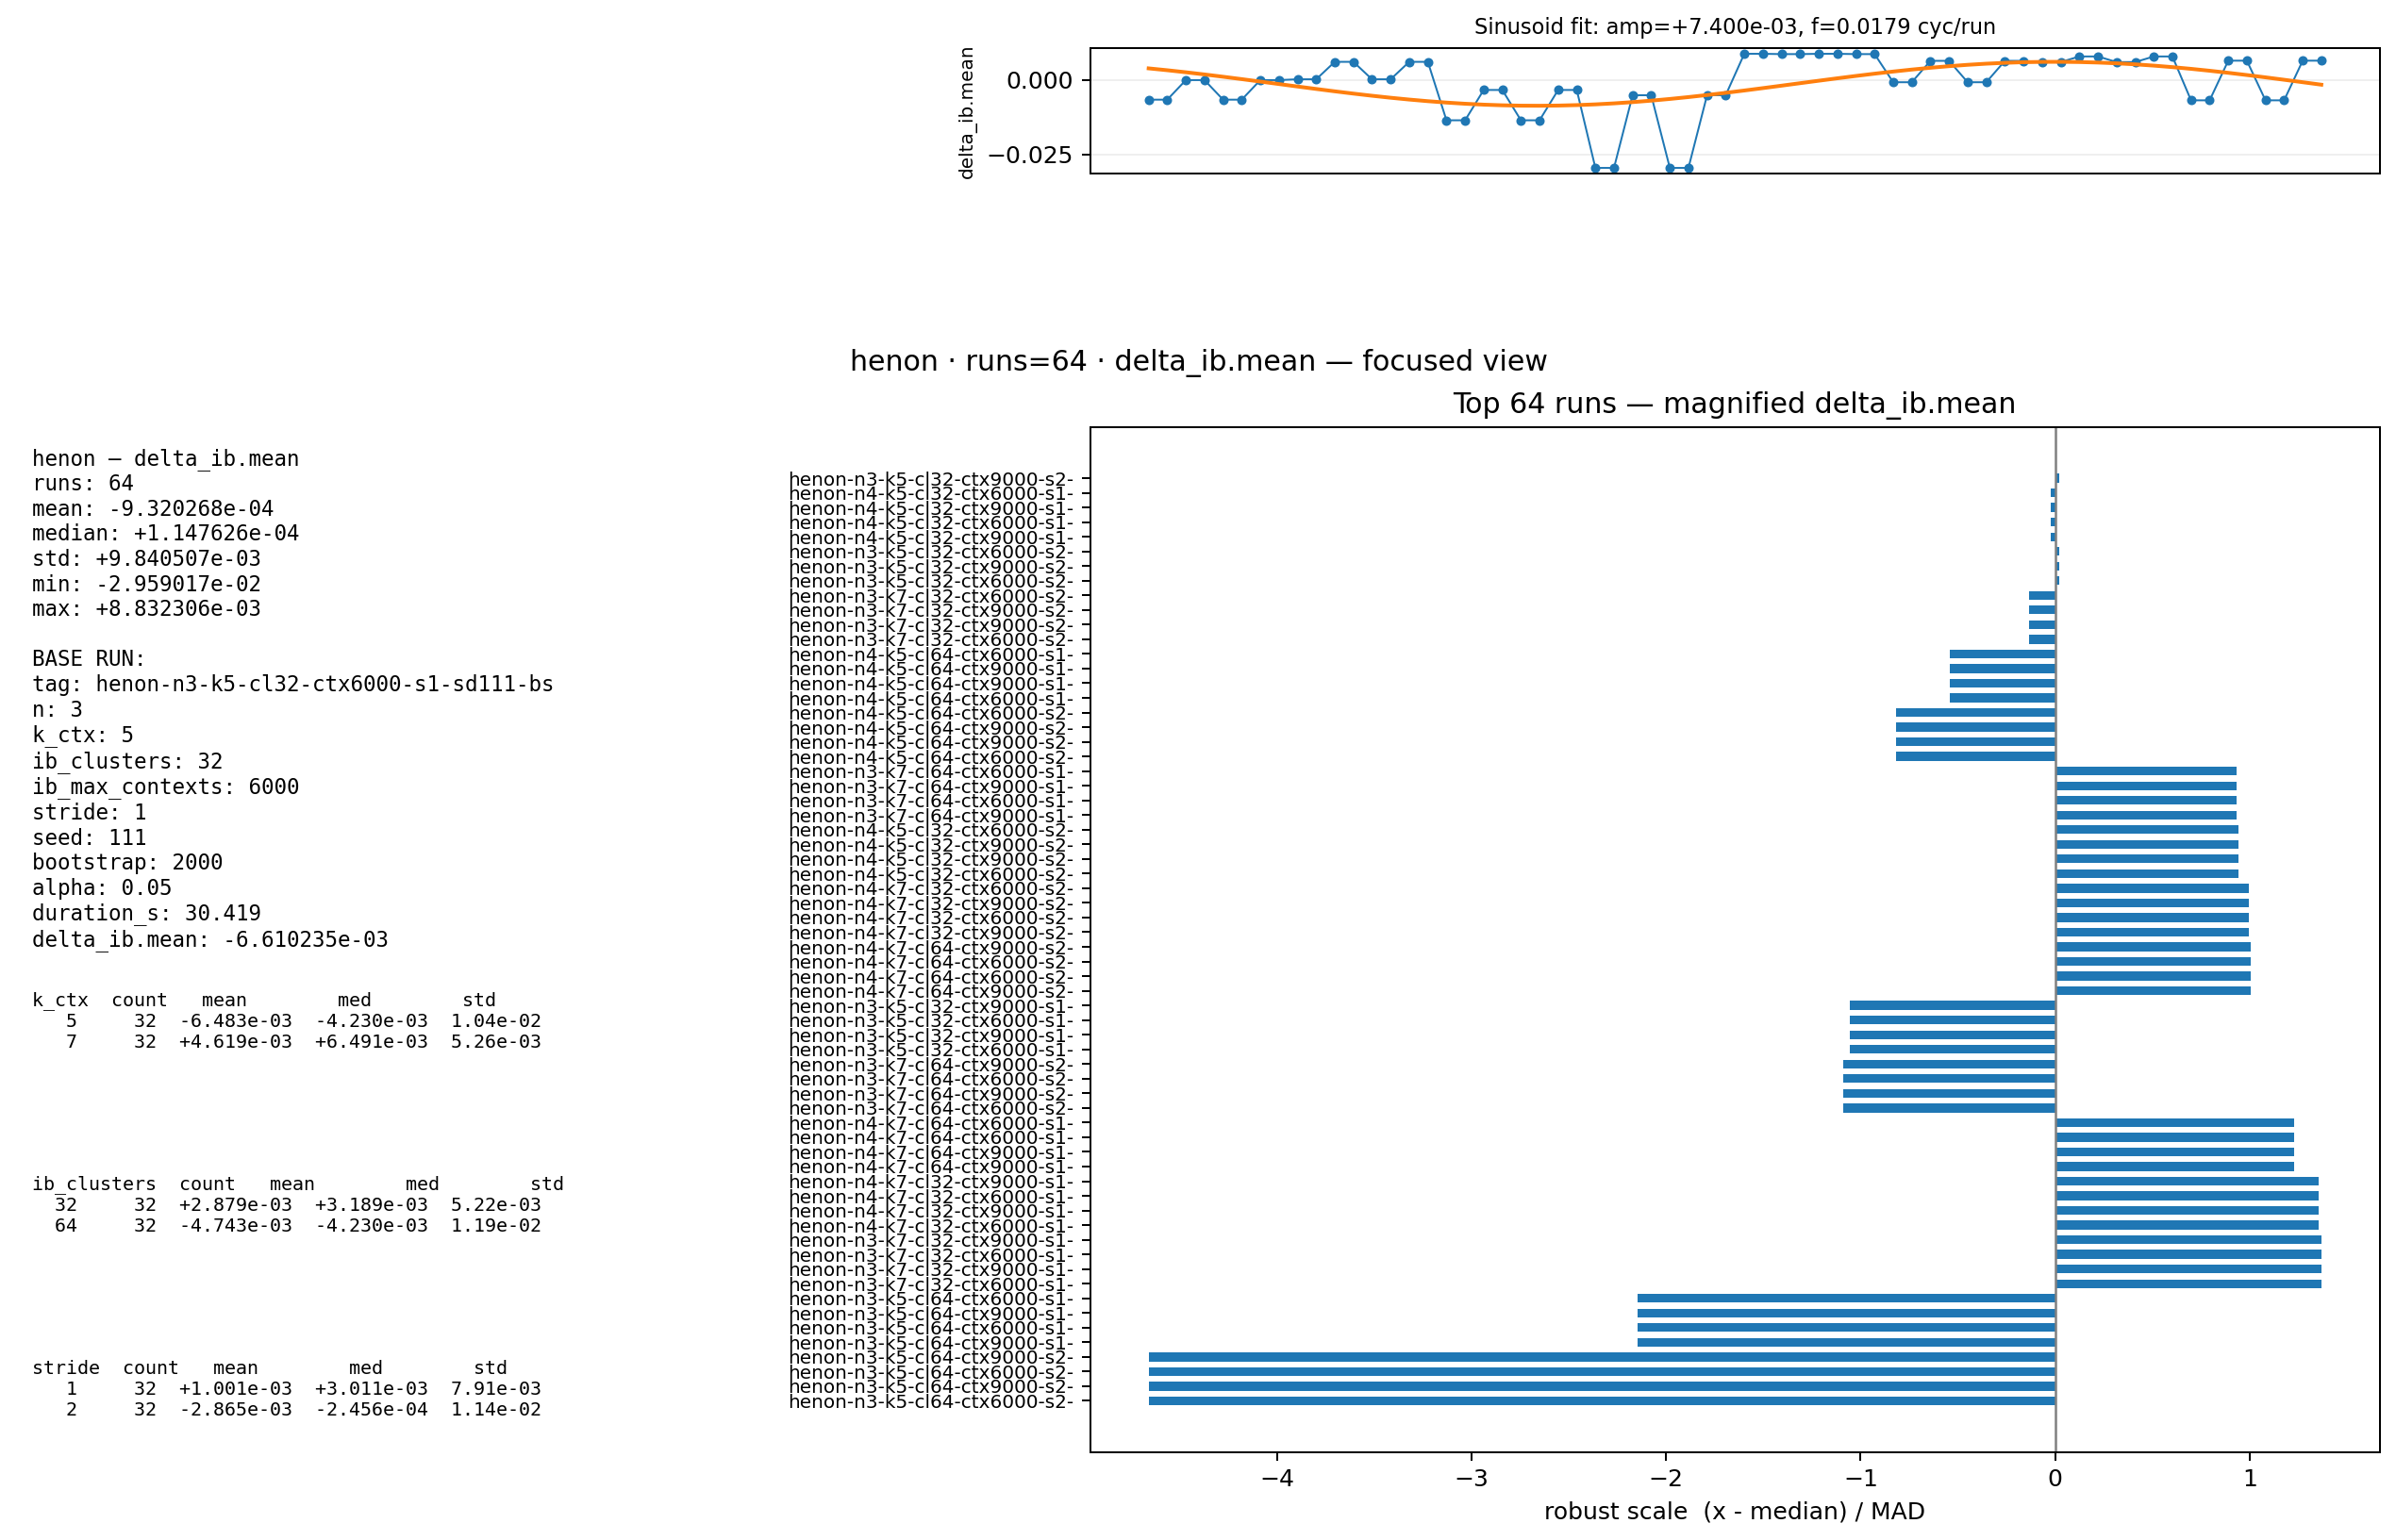 Sinusoid fit: amp=+7.400e-03, f=0.0179 cyc/run
delta_ib.mean
0.000
−0.025
henon · runs=64 · delta_ib.mean — focused view
Top 64 runs — magnified delta_ib.mean
henon — delta_ib.mean
runs: 64
mean: -9.320268e-04
median: +1.147626e-04
std: +9.840507e-03
min: -2.959017e-02
max: +8.832306e-03
BASE RUN:
tag: henon-n3-k5-cl32-ctx6000-s1-sd111-bs
n: 3
k_ctx: 5
ib_clusters: 32
ib_max_contexts: 6000
stride: 1
seed: 111
bootstrap: 2000
alpha: 0.05
duration_s: 30.419
delta_ib.mean: -6.610235e-03
k_ctx count mean med std
5 32 -6.483e-03 -4.230e-03 1.04e-02
7 32 +4.619e-03 +6.491e-03 5.26e-03
ib_clusters count mean med std
32 32 +2.879e-03 +3.189e-03 5.22e-03
64 32 -4.743e-03 -4.230e-03 1.19e-02
stride count mean med std
1 32 +1.001e-03 +3.011e-03 7.91e-03
2 32 -2.865e-03 -2.456e-04 1.14e-02
henon-n3-k5-cl32-ctx9000-s2-
henon-n4-k5-cl32-ctx6000-s1-
henon-n4-k5-cl32-ctx9000-s1-
henon-n4-k5-cl32-ctx6000-s1-
henon-n4-k5-cl32-ctx9000-s1-
henon-n3-k5-cl32-ctx6000-s2-
henon-n3-k5-cl32-ctx9000-s2-
henon-n3-k5-cl32-ctx6000-s2-
henon-n3-k7-cl32-ctx6000-s2-
henon-n3-k7-cl32-ctx9000-s2-
henon-n3-k7-cl32-ctx9000-s2-
henon-n3-k7-cl32-ctx6000-s2-
henon-n4-k5-cl64-ctx6000-s1-
henon-n4-k5-cl64-ctx9000-s1-
henon-n4-k5-cl64-ctx9000-s1-
henon-n4-k5-cl64-ctx6000-s1-
henon-n4-k5-cl64-ctx6000-s2-
henon-n4-k5-cl64-ctx9000-s2-
henon-n4-k5-cl64-ctx9000-s2-
henon-n4-k5-cl64-ctx6000-s2-
henon-n3-k7-cl64-ctx6000-s1-
henon-n3-k7-cl64-ctx9000-s1-
henon-n3-k7-cl64-ctx6000-s1-
henon-n3-k7-cl64-ctx9000-s1-
henon-n4-k5-cl32-ctx6000-s2-
henon-n4-k5-cl32-ctx9000-s2-
henon-n4-k5-cl32-ctx9000-s2-
henon-n4-k5-cl32-ctx6000-s2-
henon-n4-k7-cl32-ctx6000-s2-
henon-n4-k7-cl32-ctx9000-s2-
henon-n4-k7-cl32-ctx6000-s2-
henon-n4-k7-cl32-ctx9000-s2-
henon-n4-k7-cl64-ctx9000-s2-
henon-n4-k7-cl64-ctx6000-s2-
henon-n4-k7-cl64-ctx6000-s2-
henon-n4-k7-cl64-ctx9000-s2-
henon-n3-k5-cl32-ctx9000-s1-
henon-n3-k5-cl32-ctx6000-s1-
henon-n3-k5-cl32-ctx9000-s1-
henon-n3-k5-cl32-ctx6000-s1-
henon-n3-k7-cl64-ctx9000-s2-
henon-n3-k7-cl64-ctx6000-s2-
henon-n3-k7-cl64-ctx9000-s2-
henon-n3-k7-cl64-ctx6000-s2-
henon-n4-k7-cl64-ctx9000-s1-
henon-n4-k7-cl64-ctx6000-s1-
henon-n4-k7-cl64-ctx9000-s1-
henon-n4-k7-cl64-ctx6000-s1-
henon-n4-k7-cl32-ctx9000-s1-
henon-n4-k7-cl32-ctx6000-s1-
henon-n4-k7-cl32-ctx9000-s1-
henon-n4-k7-cl32-ctx6000-s1-
henon-n3-k7-cl32-ctx9000-s1-
henon-n3-k7-cl32-ctx6000-s1-
henon-n3-k7-cl32-ctx9000-s1-
henon-n3-k7-cl32-ctx6000-s1-
henon-n3-k5-cl64-ctx6000-s1-
henon-n3-k5-cl64-ctx9000-s1-
henon-n3-k5-cl64-ctx6000-s1-
henon-n3-k5-cl64-ctx9000-s1-
henon-n3-k5-cl64-ctx9000-s2-
henon-n3-k5-cl64-ctx6000-s2-
henon-n3-k5-cl64-ctx9000-s2-
henon-n3-k5-cl64-ctx6000-s2-
−4 −3 −2 −1 0 1
robust scale (x - median) / MAD